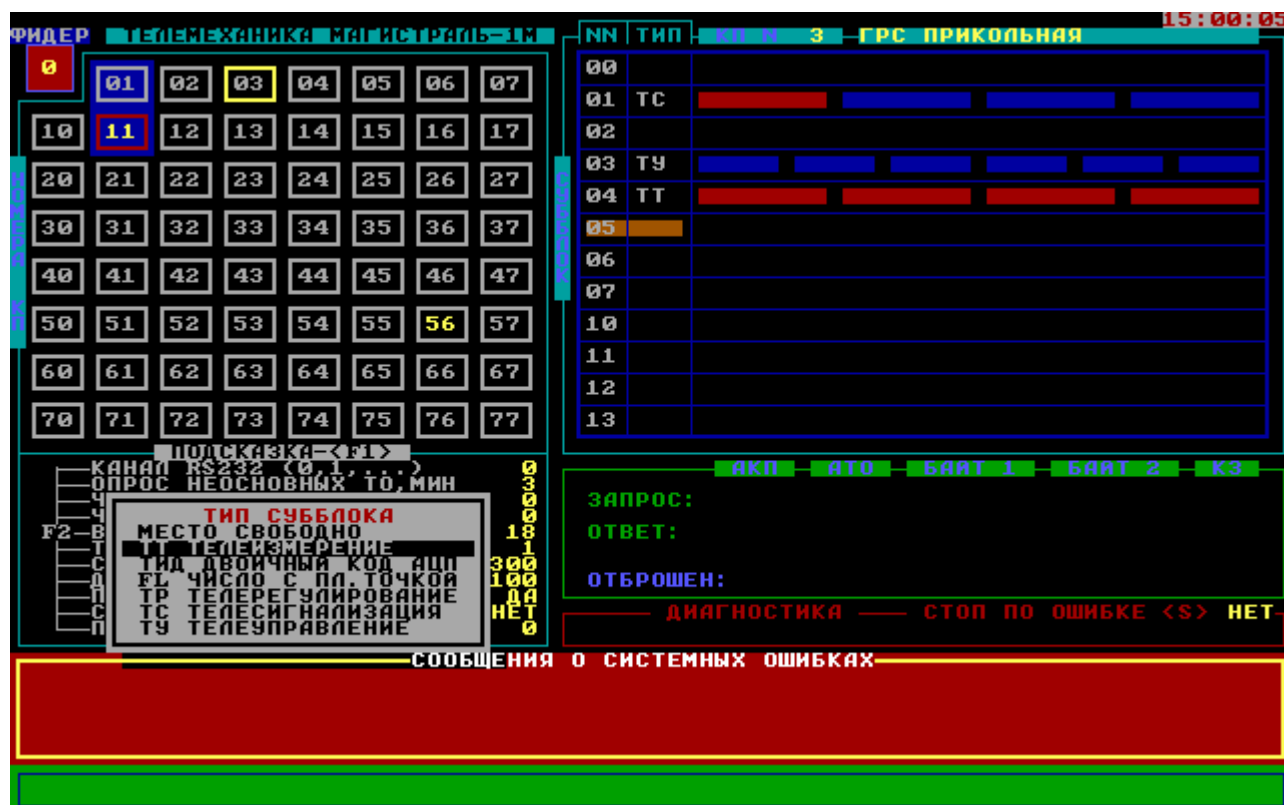 15:00:05
ФИДЕР ТЕЛЕМЕХАНИКА МАГИСТРАЛЬ-1М
0
01 02 03 04 05 06 07
10 11 12 13 14 15 16 17
20 21 22 23 24 25 26 27
30 31 32 33 34 35 36 37
40 41 42 43 44 45 46 47
50 51 52 53 54 55 56 57
60 61 62 63 64 65 66 67
70 71 72 73 74 75 76 77
NN ТИП КП N 3 ГРС ПРИКОЛЬНАЯ
00
01 ТС
02
03 ТУ
04 ТТ
05
06
07
10
11
12
13
ПОДСКАЗКА-<F1>
КАНАЛ RS232 (0,1,...) 0
ОПРОС НЕОСНОВНЫХ ТО,МИН 3
Ч 0
Ч 0
F2-В 18
Т 1
С 300
Д 100
П ДА
С НЕТ
П 0
ТИП СУББЛОКА
МЕСТО СВОБОДНО
ТТ ТЕЛЕИЗМЕРЕНИЕ
ТИД ДВОИЧНЫЙ КОД АЦП
FL ЧИСЛО С ПЛ.ТОЧКОЙ
ТР ТЕЛЕРЕГУЛИРОВАНИЕ
ТС ТЕЛЕСИГНАЛИЗАЦИЯ
ТУ ТЕЛЕУПРАВЛЕНИЕ
АКП АТО БАЙТ 1 БАЙТ 2 КЗ
ЗАПРОС:
ОТВЕТ:
ОТБРОШЕН:
ДИАГНОСТИКА СТОП ПО ОШИБКЕ <S> НЕТ
СООБЩЕНИЯ О СИСТЕМНЫХ ОШИБКАХ